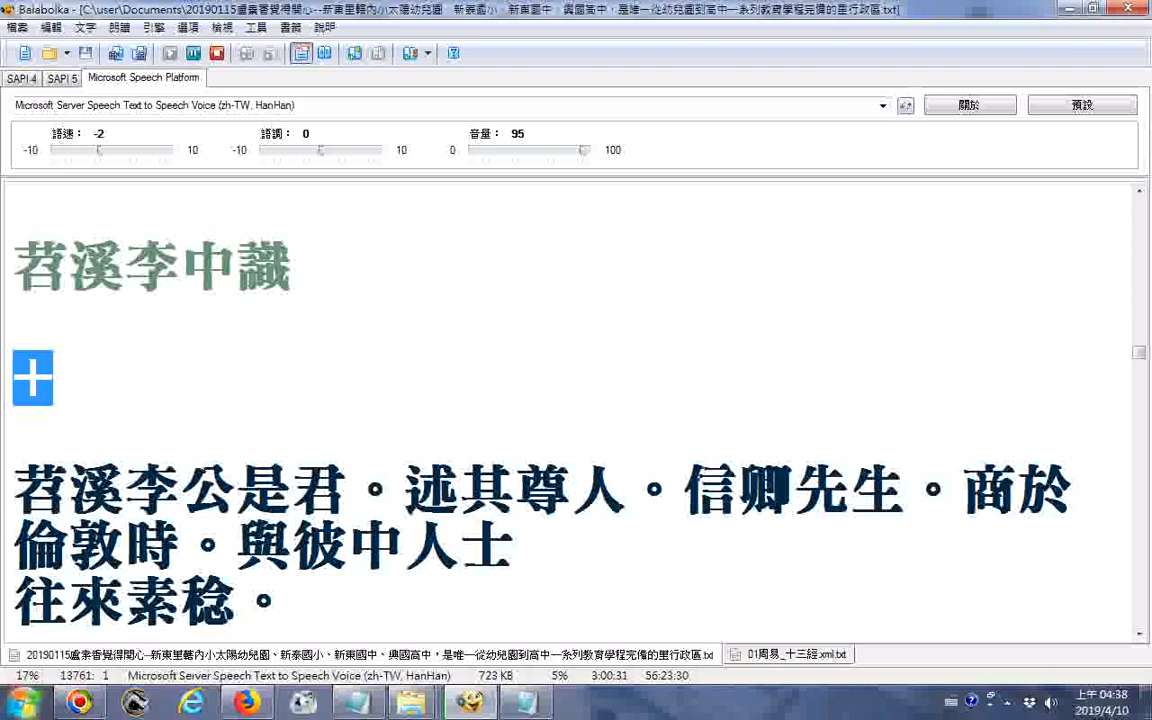 Balabolka - [C:\user\Documents\20190115盧素香覺得開心--新東里轄內小太陽幼兒園、新泰國小、新東國中、興國高中，是唯一從幼兒園到高中一系列教育學程完備的里行政區.txt]
檔案 編輯 文字 朗讀 引擎 選項 檢視 工具 書籤 說明
SAPI 4 SAPI 5 Microsoft Speech Platform
Microsoft Server Speech Text to Speech Voice (zh-TW, HanHan) 關於 預設
語速： -2 語調： 0 音量： 95
-10 10 -10 10 0 100
苕溪李中識
十
苕溪李公是君。述其尊人。信卿先生。商於
倫敦時。與彼中人士
往來素稔。
20190115盧素香覺得開心--新東里轄內小太陽幼兒園、新泰國小、新東國中、興國高中，是唯一從幼兒園到高中一系列教育學程完備的里行政區.txt 01周易_十三經.xml.txt
17% 13761: 1 Microsoft Server Speech Text to Speech Voice (zh-TW, HanHan) 723 KB 5% 3:00:31 56:23:30
上午 04:38
2019/4/10